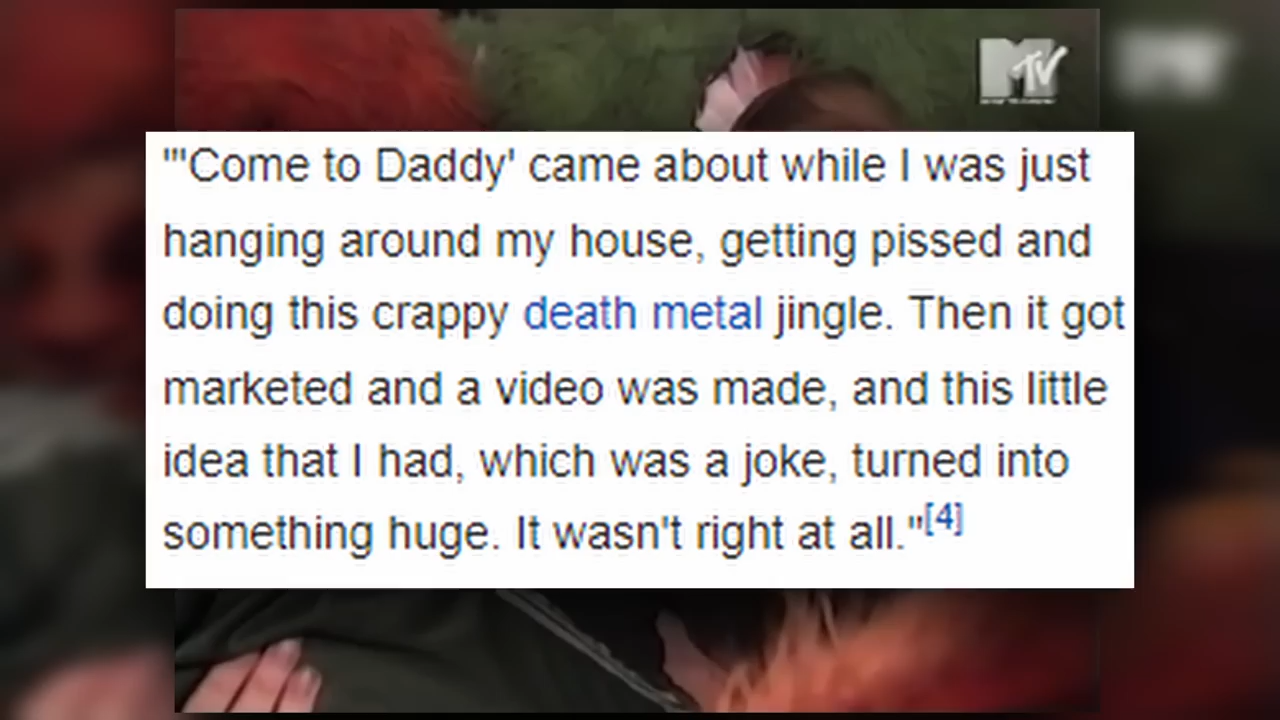 MTV
"'Come to Daddy' came about while I was just
hanging around my house, getting pissed and
doing this crappy death metal jingle. Then it got
marketed and a video was made, and this little
idea that I had, which was a joke, turned into
something huge. It wasn't right at all."[4]